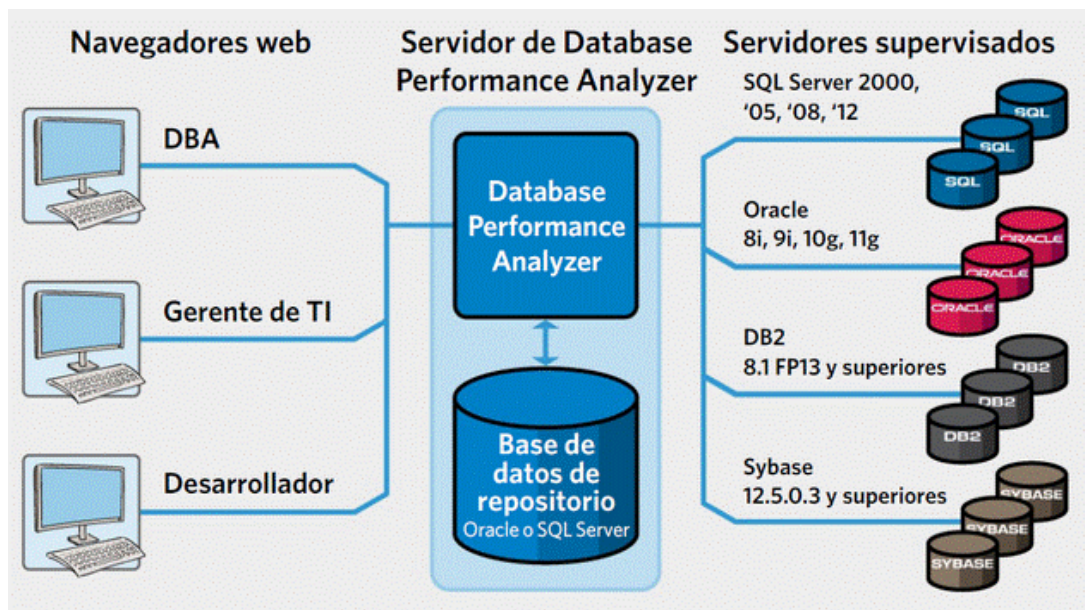 Navegadores web
DBA
Gerente de TI
Desarrollador
Servidor de Database
Performance Analyzer
Database
Performance
Analyzer
Base de
datos de
repositorio
Oracle o SQL Server
Servidores supervisados
SQL Server 2000,
‘05, ‘08, ‘12
SQL
SQL
SQL
Oracle
8i, 9i, 10g, 11g
ORACLE
ORACLE
ORACLE
DB2
8.1 FP13 y superiores
DB2
DB2
DB2
Sybase
12.5.0.3 y superiores
SYBASE
SYBASE
SYBASE